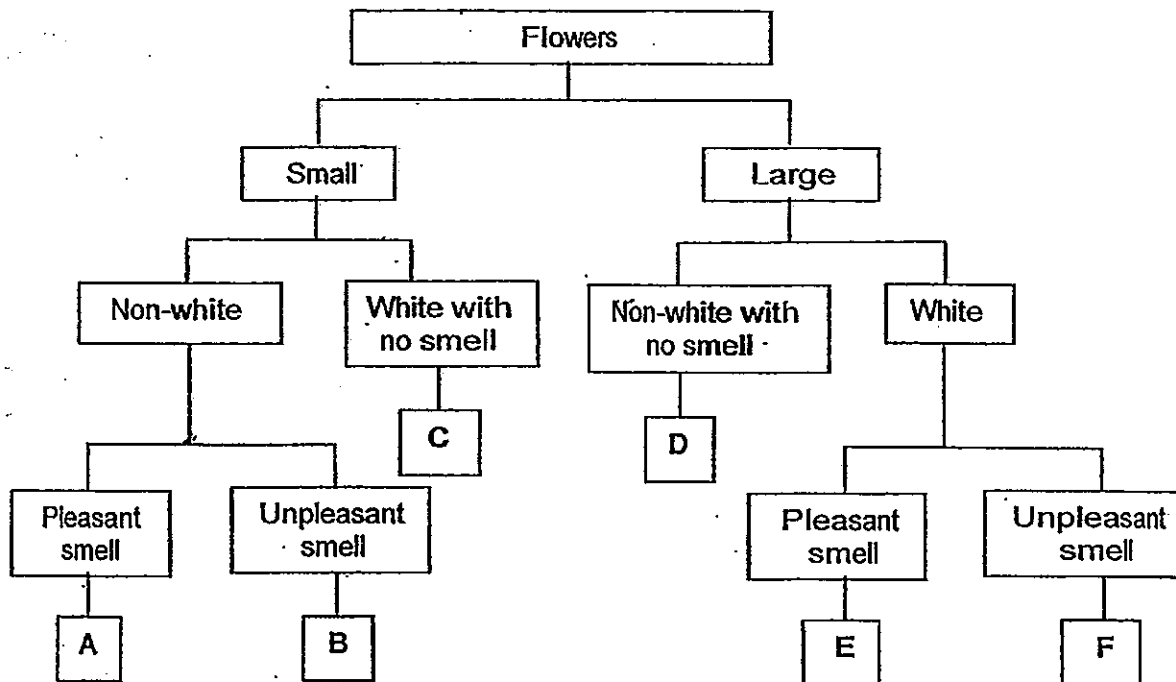 Flowers
Small
Large
Non-white
White with
no smell
Non-white with
no smell
White
C
D
Pleasant
smell
Unpleasant
smell
Pleasant
smell
Unpleasant
smell
A
B
E
F